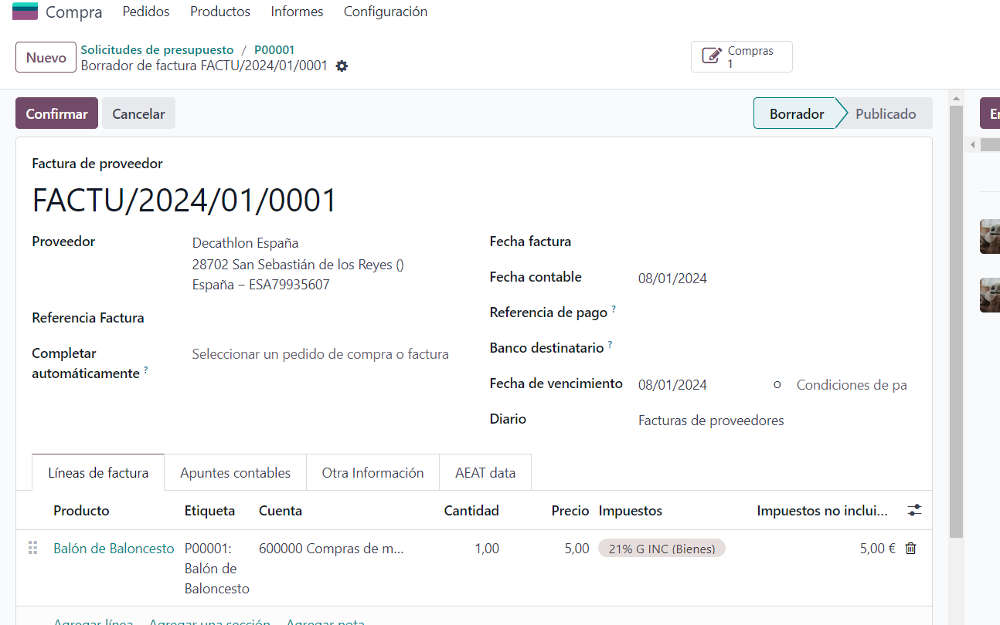 Compra Pedidos Productos Informes Configuración
Nuevo
Solicitudes de presupuesto / P00001
Borrador de factura FACTU/2024/01/0001
Compras
1
Confirmar Cancelar
Borrador Publicado
Factura de proveedor
FACTU/2024/01/0001
Proveedor
Decathlon España
28702 San Sebastián de los Reyes ()
España – ESA79935607
Referencia Factura
Completar
automáticamente ?
Seleccionar un pedido de compra o factura
Fecha factura
Fecha contable 08/01/2024
Referencia de pago ?
Banco destinatario ?
Fecha de vencimiento 08/01/2024 o Condiciones de pa
Diario Facturas de proveedores
Líneas de factura Apuntes contables Otra Información AEAT data
Producto Etiqueta Cuenta Cantidad Precio Impuestos Impuestos no inclui...
Balón de Baloncesto P00001: 600000 Compras de m... 1,00 5,00 21% G INC (Bienes) 5,00 €
Balón de
Baloncesto
Agregar línea Agregar una sección Agregar nota